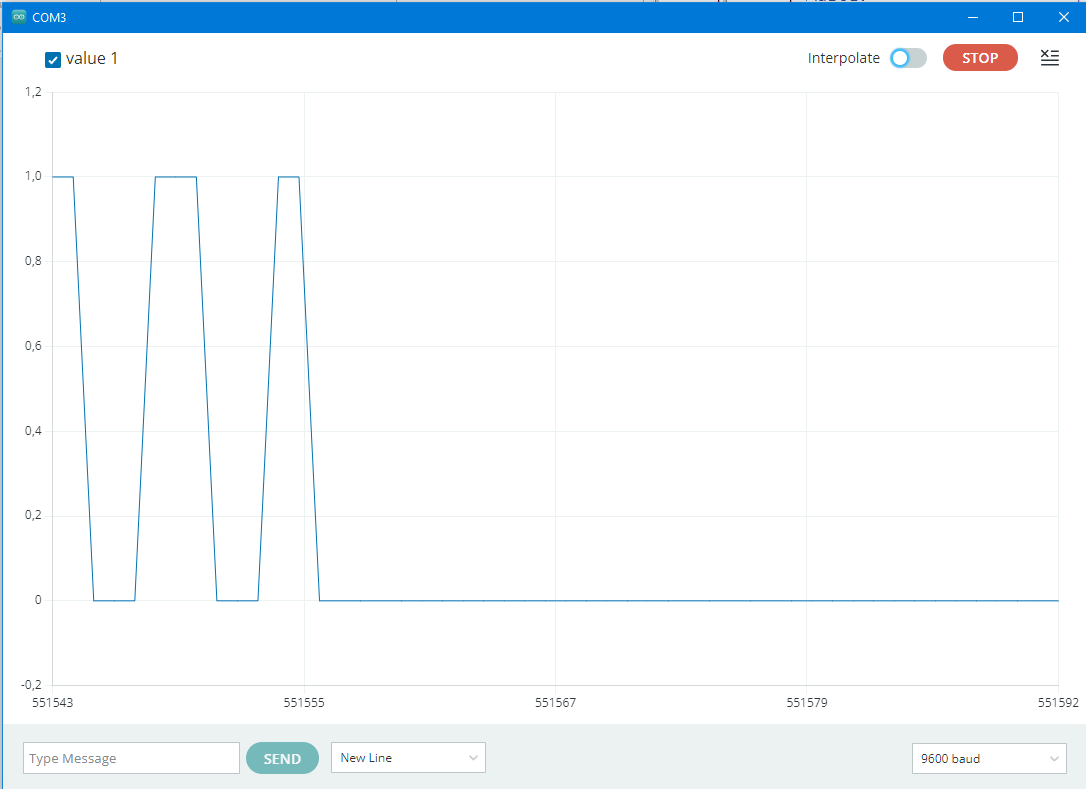 COM3
value 1
Interpolate
STOP
1,2
1,0
0,8
0,6
0,4
0,2
0
-0,2
551543 551555 551567 551579 551592
Type Message
SEND
New Line
9600 baud